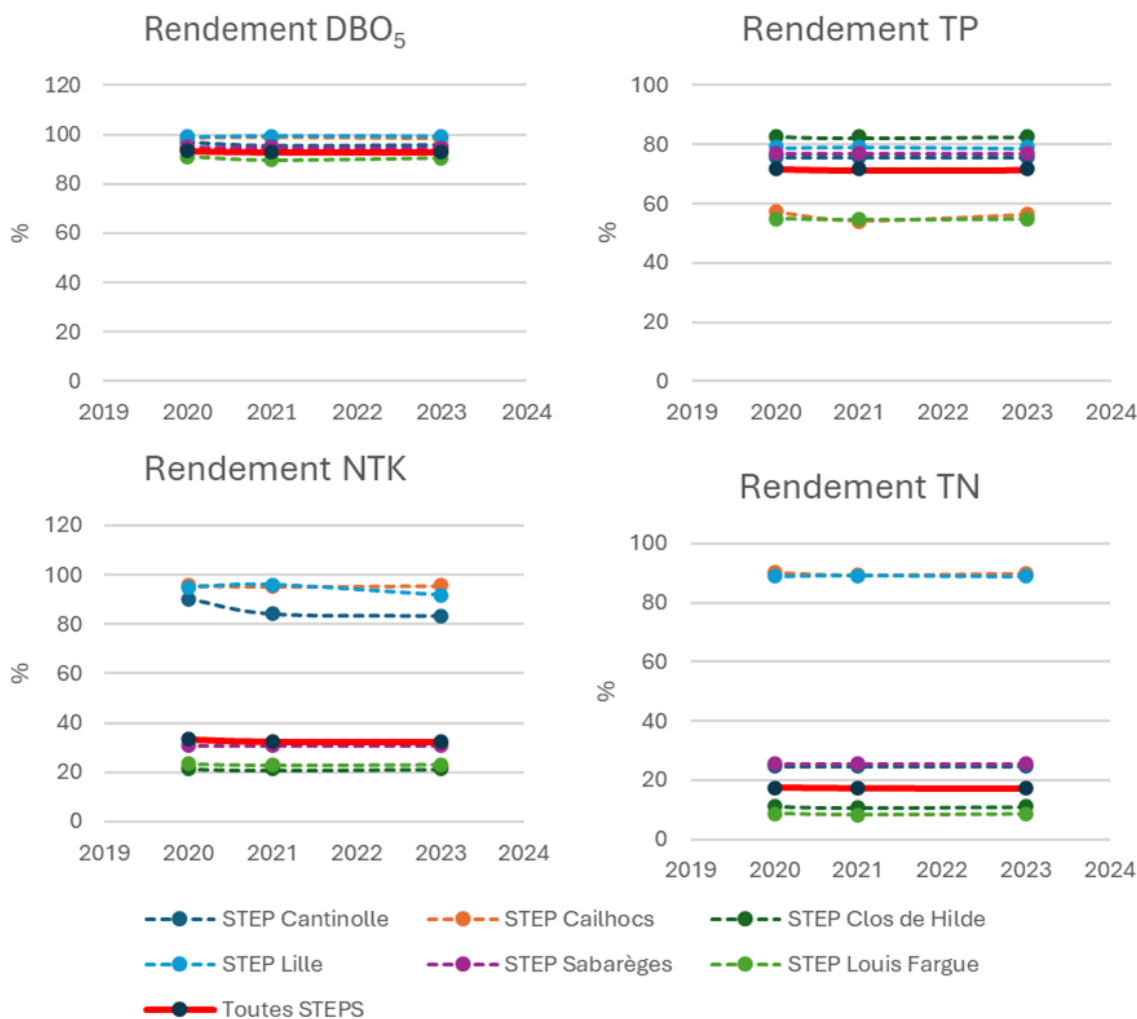 Rendement DBO₅
120
100
80
60
40
20
0
%
2019 2020 2021 2022 2023 2024
Rendement TP
100
80
60
40
20
0
%
2019 2020 2021 2022 2023 2024
Rendement NTK
120
100
80
60
40
20
0
%
2019 2020 2021 2022 2023 2024
Rendement TN
100
80
60
40
20
0
%
2019 2020 2021 2022 2023 2024
STEP Cantinolle STEP Cailhocs STEP Clos de Hilde
STEP Lille STEP Sabarèges STEP Louis Fargue
Toutes STEPS